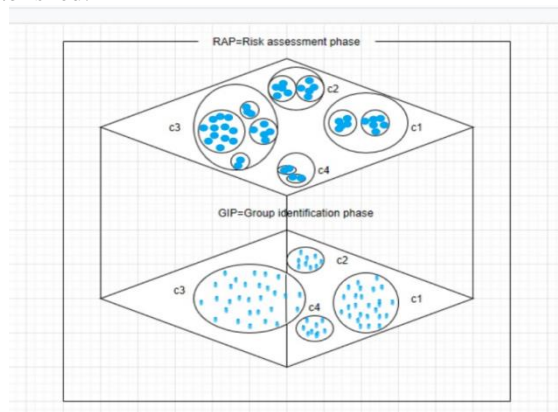 RAP=Risk assessment phase
c2
c3
c1
c4
GIP=Group identification phase
c2
c3
c4
c1